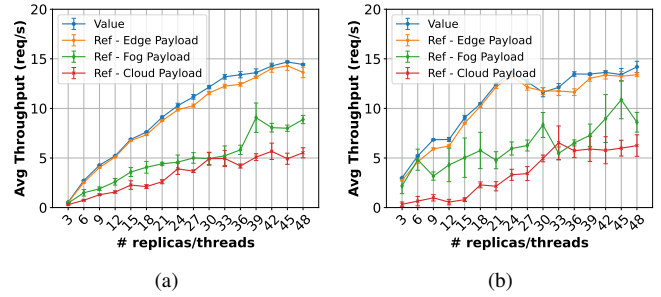 Avg Throughput (req/s)
20
15
10
5
0
Value
Ref - Edge Payload
Ref - Fog Payload
Ref - Cloud Payload
3 6 9 12 15 18 21 24 27 30 33 36 39 42 45 48
# replicas/threads
(a)
Avg Throughput (req/s)
20
15
10
5
0
Value
Ref - Edge Payload
Ref - Fog Payload
Ref - Cloud Payload
3 6 9 12 15 18 21 24 27 30 33 36 39 42 45 48
# replicas/threads
(b)